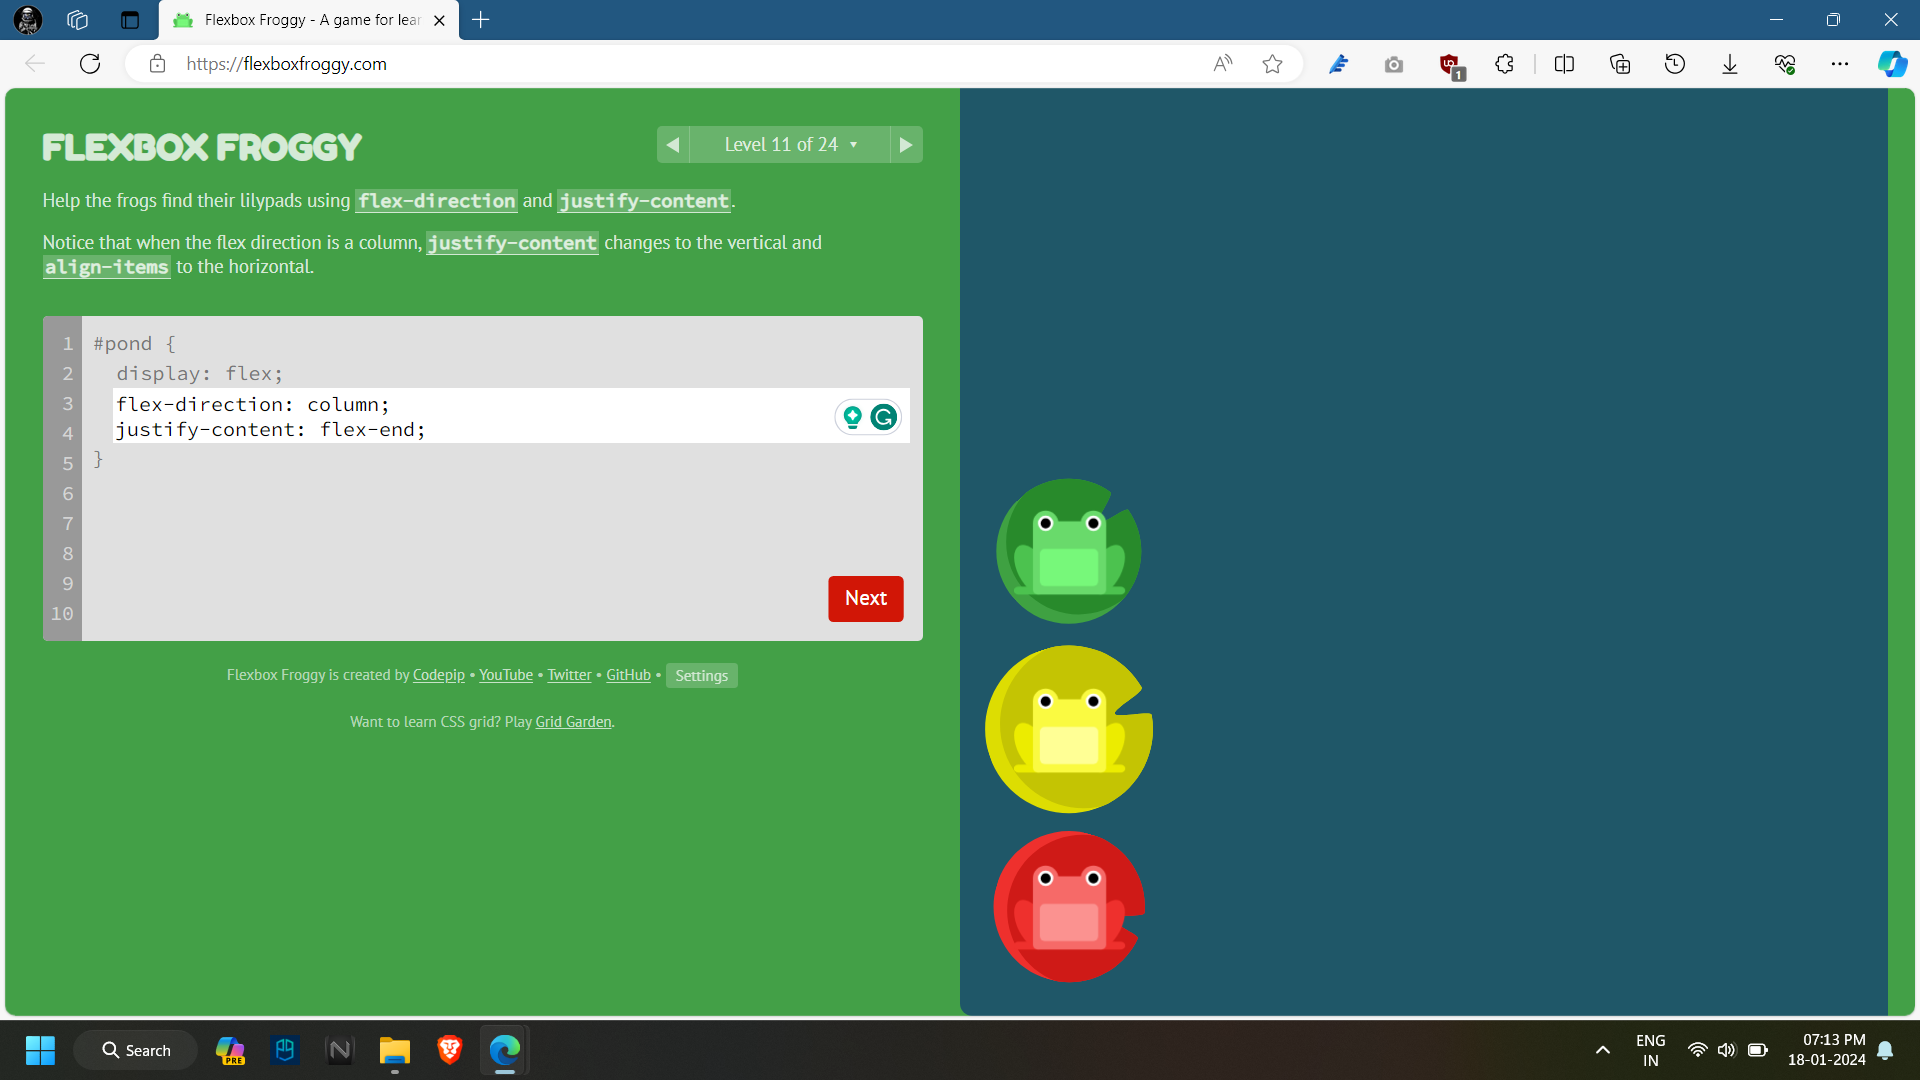 Flexbox Froggy - A game for lear
https://flexboxfroggy.com
1
FLEXBOX FROGGY
Level 11 of 24
Help the frogs find their lilypads using flex-direction and justify-content.
Notice that when the flex direction is a column, justify-content changes to the vertical and
align-items to the horizontal.
1 #pond {
2 display: flex;
3 flex-direction: column;
4 justify-content: flex-end;
5 }
6
7
8
9
10
Next
Flexbox Froggy is created by Codepip • YouTube • Twitter • GitHub • Settings
Want to learn CSS grid? Play Grid Garden.
Search
PRE
ENG
IN
07:13 PM
18-01-2024